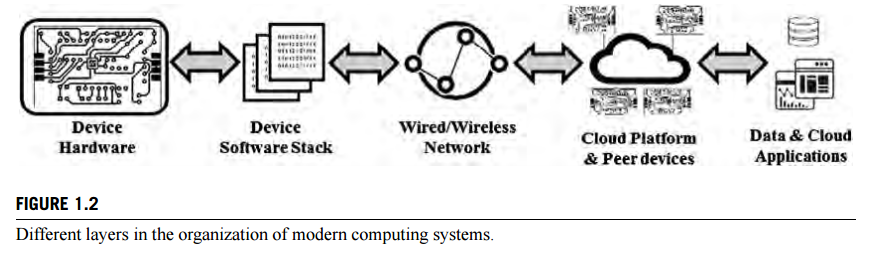 Device
Hardware
Device
Software Stack
Wired/Wireless
Network
Cloud Platform
& Peer devices
Data & Cloud
Applications
FIGURE 1.2
Different layers in the organization of modern computing systems.